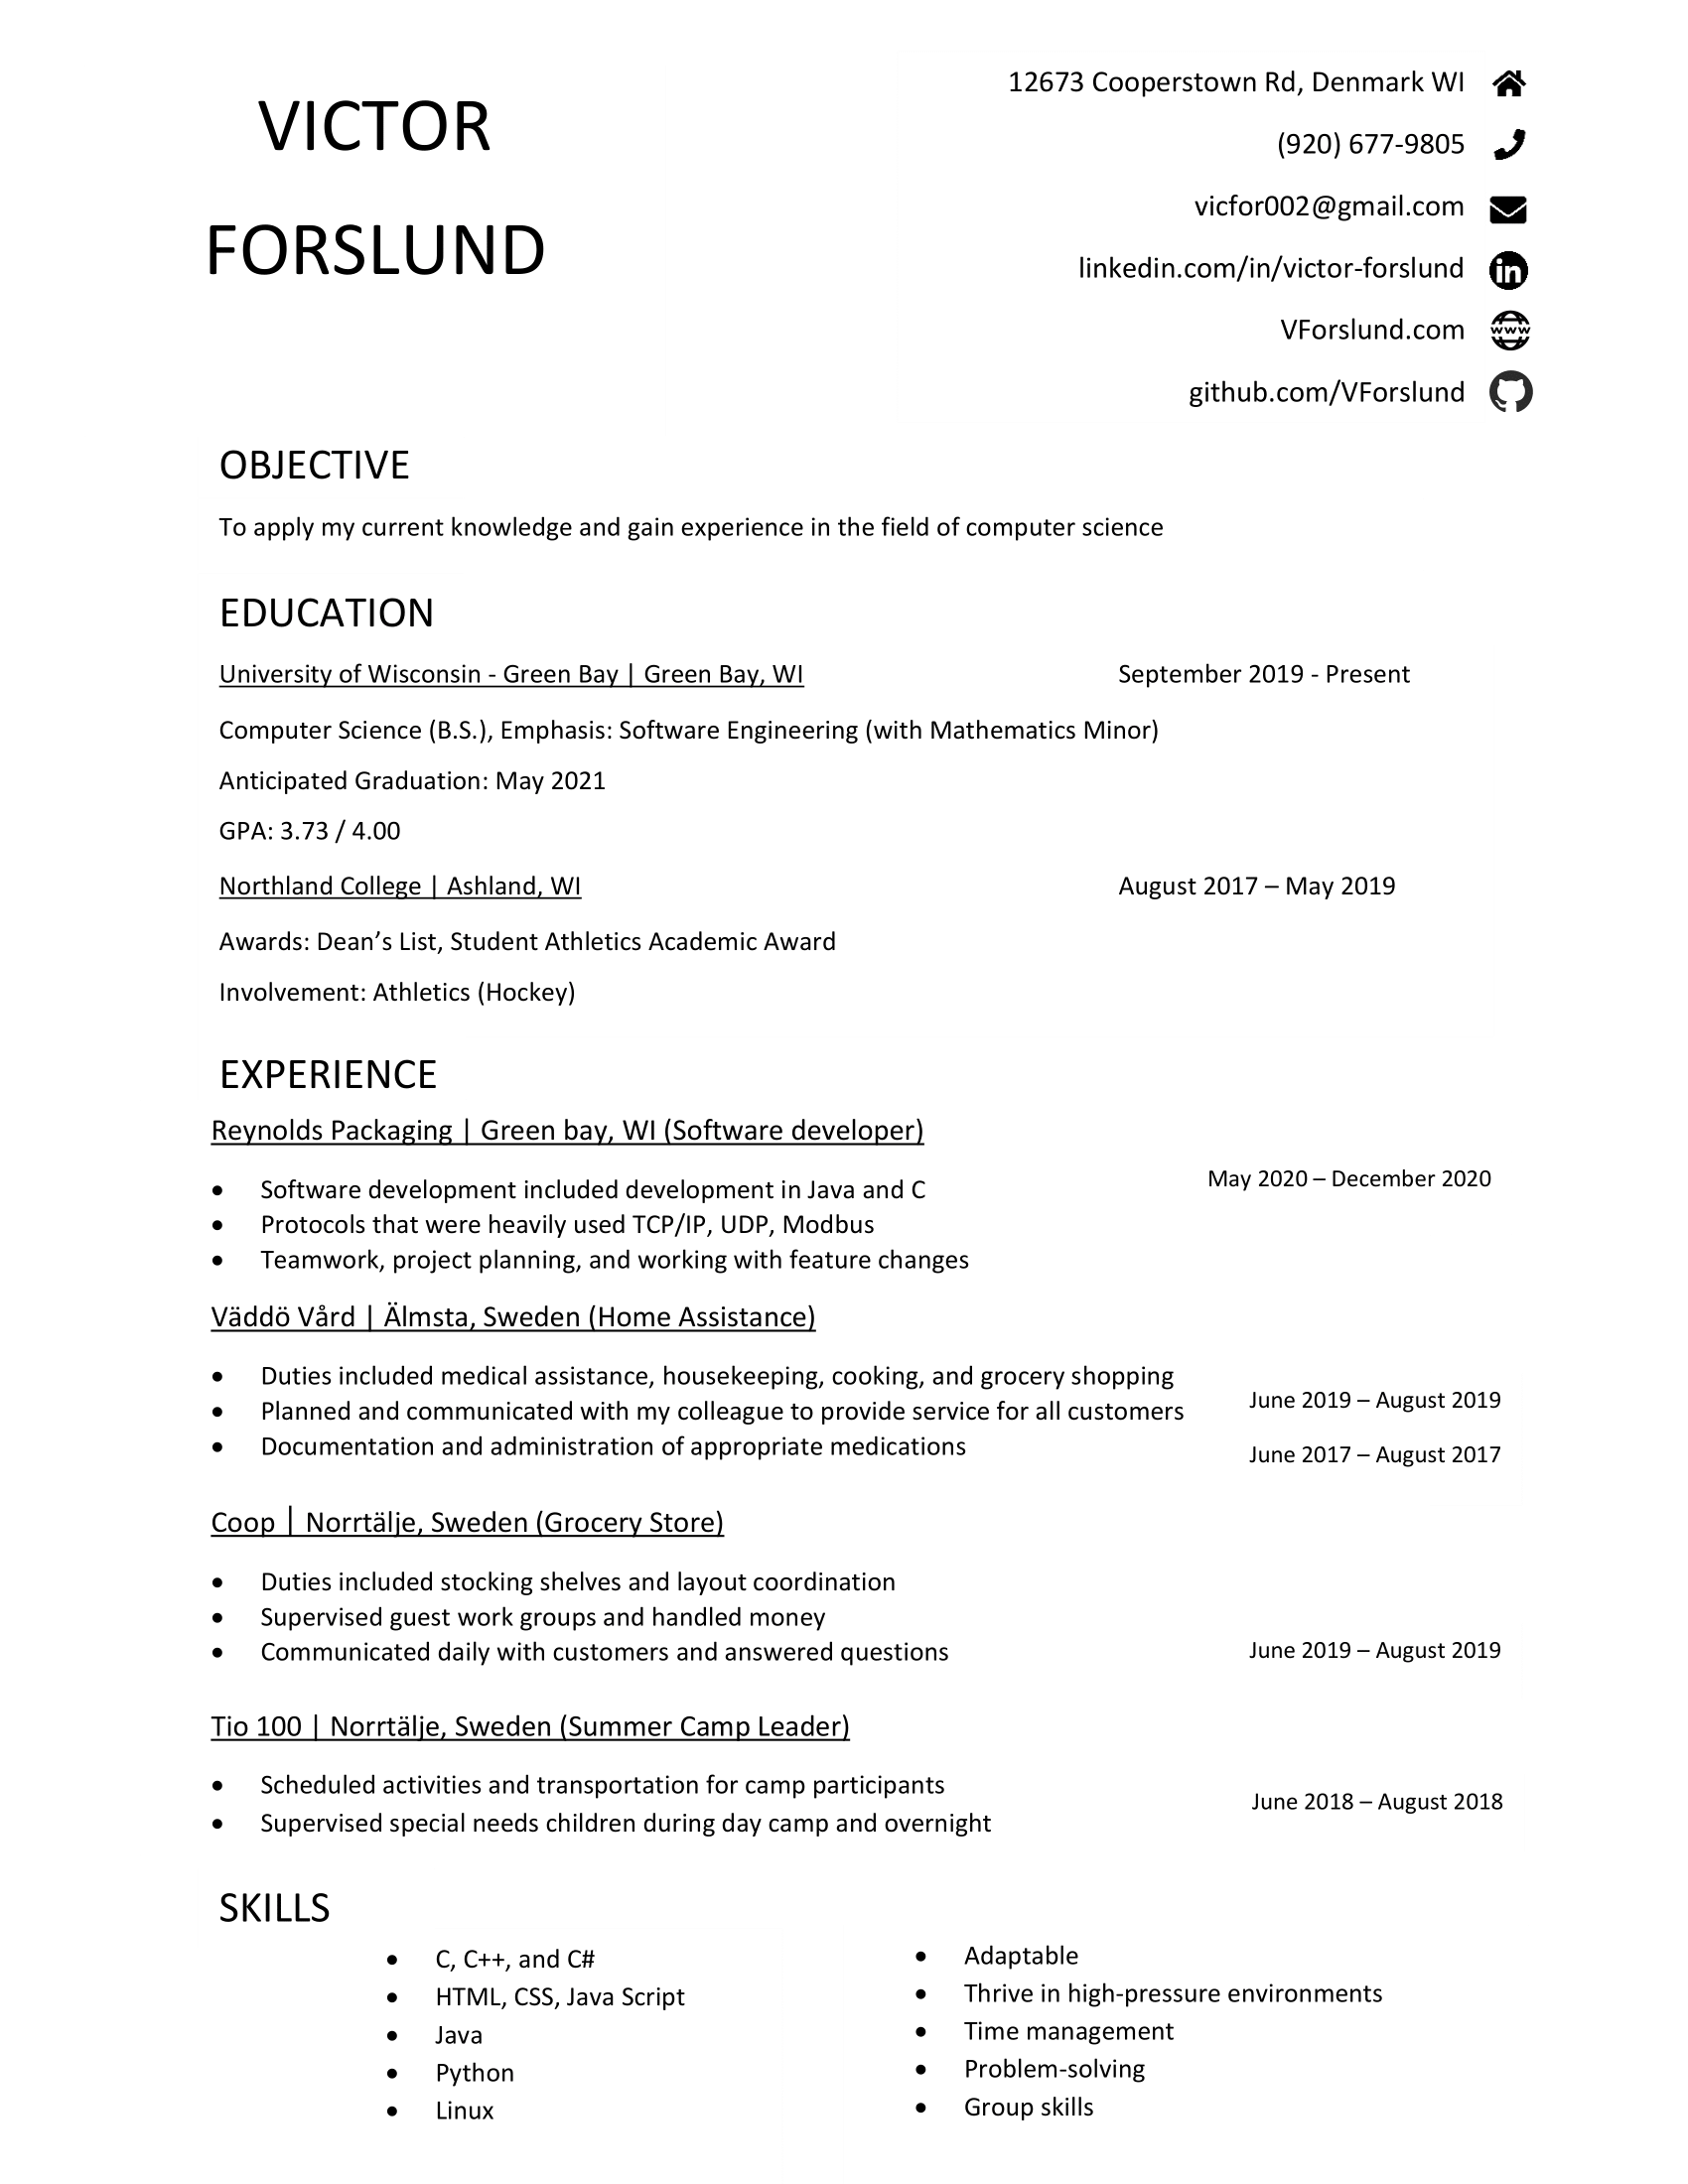 VICTOR
FORSLUND
12673 Cooperstown Rd, Denmark WI
(920) 677-9805
vicfor002@gmail.com
linkedin.com/in/victor-forslund
in
VForslund.com
www
github.com/VForslund
OBJECTIVE
To apply my current knowledge and gain experience in the field of computer science
EDUCATION
University of Wisconsin - Green Bay | Green Bay, WI September 2019 - Present
Computer Science (B.S.), Emphasis: Software Engineering (with Mathematics Minor)
Anticipated Graduation: May 2021
GPA: 3.73 / 4.00
Northland College | Ashland, WI August 2017 – May 2019
Awards: Dean’s List, Student Athletics Academic Award
Involvement: Athletics (Hockey)
EXPERIENCE
Reynolds Packaging | Green bay, WI (Software developer)
May 2020 – December 2020
• Software development included development in Java and C
• Protocols that were heavily used TCP/IP, UDP, Modbus
• Teamwork, project planning, and working with feature changes
Väddö Vård | Älmsta, Sweden (Home Assistance)
• Duties included medical assistance, housekeeping, cooking, and grocery shopping
June 2019 – August 2019
• Planned and communicated with my colleague to provide service for all customers
• Documentation and administration of appropriate medications
June 2017 – August 2017
Coop | Norrtälje, Sweden (Grocery Store)
• Duties included stocking shelves and layout coordination
• Supervised guest work groups and handled money
• Communicated daily with customers and answered questions
June 2019 – August 2019
Tio 100 | Norrtälje, Sweden (Summer Camp Leader)
• Scheduled activities and transportation for camp participants
June 2018 – August 2018
• Supervised special needs children during day camp and overnight
SKILLS
• C, C++, and C#
• HTML, CSS, Java Script
• Java
• Python
• Linux
• Adaptable
• Thrive in high-pressure environments
• Time management
• Problem-solving
• Group skills